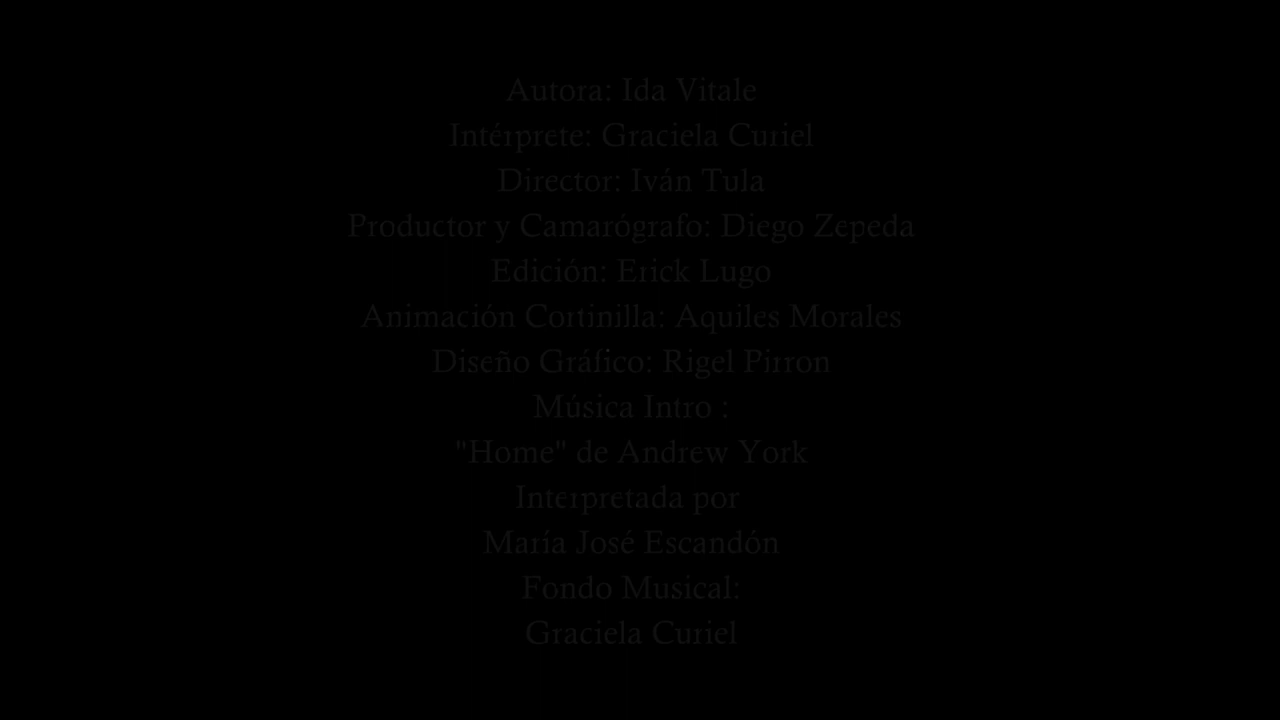 Autora: Ida Vitale
Intérprete: Graciela Curiel
Director: Iván Tula
Productor y Camarógrafo: Diego Zepeda
Edición: Erick Lugo
Animación Cortinilla: Aquiles Morales
Diseño Gráfico: Rigel Pirron
Música Intro :
"Home" de Andrew York
Interpretada por
María José Escandón
Fondo Musical:
Graciela Curiel